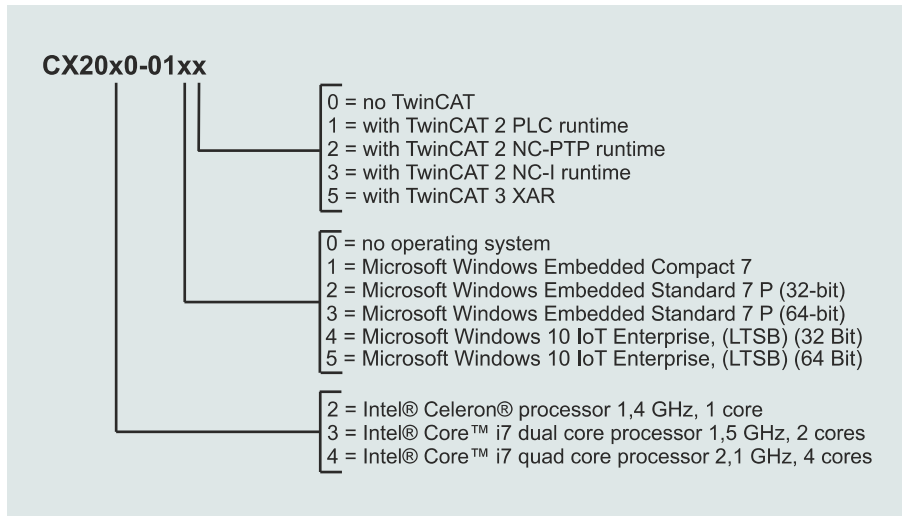 CX20x0-01xx
0 = no TwinCAT
1 = with TwinCAT 2 PLC runtime
2 = with TwinCAT 2 NC-PTP runtime
3 = with TwinCAT 2 NC-I runtime
5 = with TwinCAT 3 XAR
0 = no operating system
1 = Microsoft Windows Embedded Compact 7
2 = Microsoft Windows Embedded Standard 7 P (32-bit)
3 = Microsoft Windows Embedded Standard 7 P (64-bit)
4 = Microsoft Windows 10 IoT Enterprise, (LTSB) (32 Bit)
5 = Microsoft Windows 10 IoT Enterprise, (LTSB) (64 Bit)
2 = Intel® Celeron® processor 1,4 GHz, 1 core
3 = Intel® Core™ i7 dual core processor 1,5 GHz, 2 cores
4 = Intel® Core™ i7 quad core processor 2,1 GHz, 4 cores